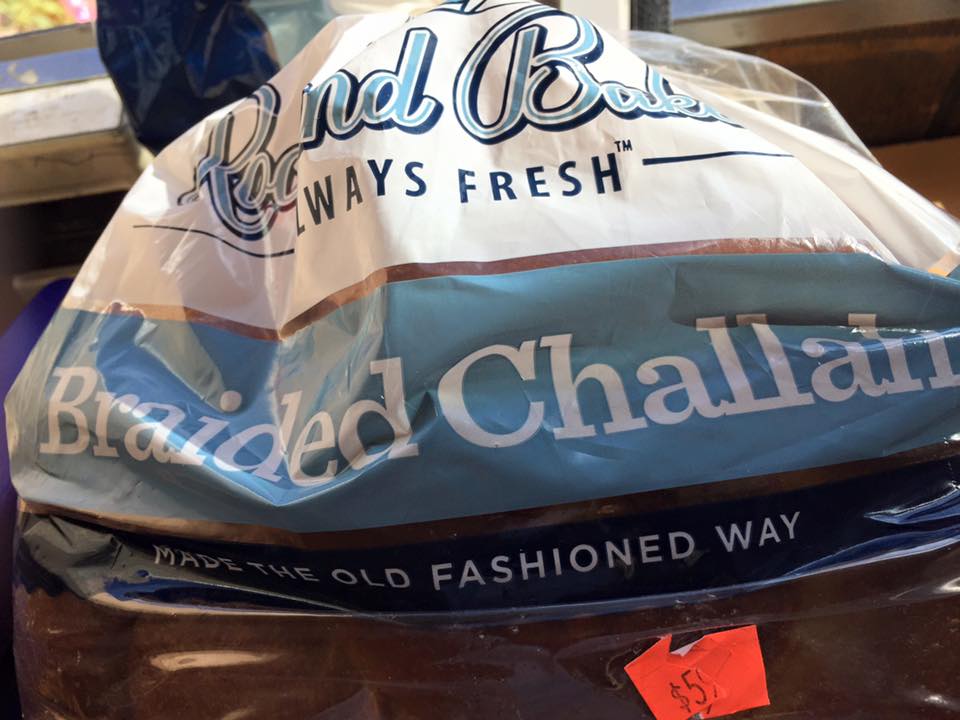 ALWAYS FRESH™
Braided Challah
MADE THE OLD FASHIONED WAY